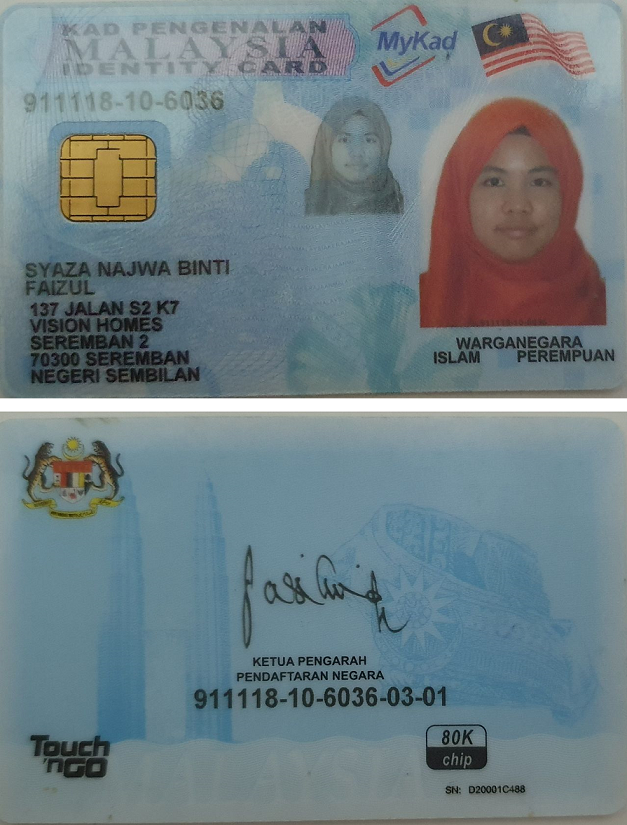 KAD PENGENALAN
MALAYSIA
IDENTITY CARD
MyKad
911118-10-6036
SYAZA NAJWA BINTI
FAIZUL
137 JALAN S2 K7
VISION HOMES
SEREMBAN 2
70300 SEREMBAN
NEGERI SEMBILAN
WARGANEGARA
ISLAM PEREMPUAN
KETUA PENGARAH
PENDAFTARAN NEGARA
911118-10-6036-03-01
Touch
'nGO
80K
chip
SN: D20001C488
MALAYSIA